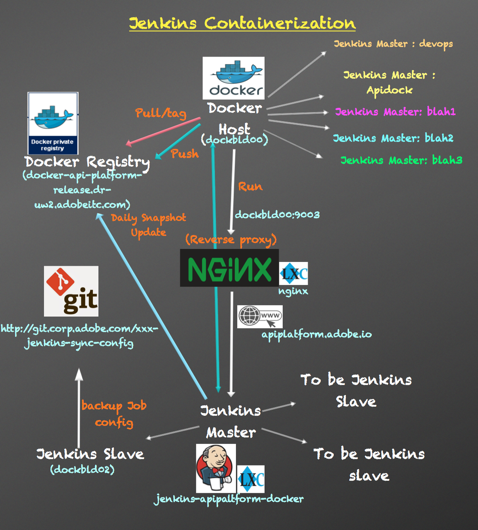 Jenkins Containerization
Jenkins Master : devops
Jenkins Master :
Apidock
Jenkins Master: blah1
Jenkins Master: blah2
Jenkins Master: blah3
docker
Docker
Host
(dockbld00)
Pull/tag
Push
Docker private
registry
Docker Registry
(docker-api-platform-
release.dr-
uw2.adobeitc.com)
Run
dockbld00:9003
Daily Snapshot
Update
(Reverse proxy)
NGINX
LXC
nginx
git
WWW
http://git.corp.adobe.com/xxx-
jenkins-sync-config
apiplatform.adobe.io
To be Jenkins
Slave
backup Job
config
Jenkins
Master
Jenkins Slave
(dockbld02)
To be Jenkins
slave
LXC
jenkins-apipaltform-docker